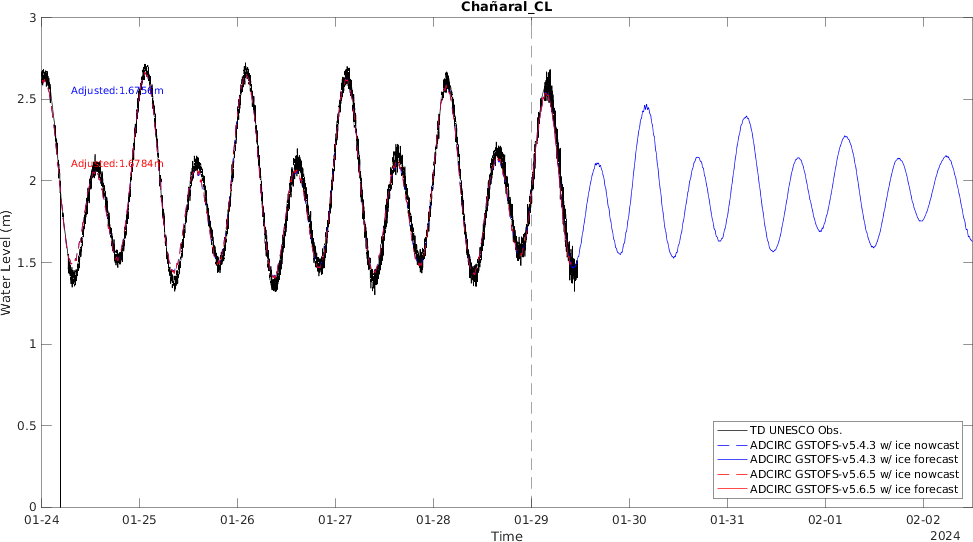 Chañaral_CL
3
2.5
2
1.5
1
0.5
0
Water Level (m)
Adjusted:1.6756m
Adjusted:1.6784m
TD UNESCO Obs.
ADCIRC GSTOFS-v5.4.3 w/ ice nowcast
ADCIRC GSTOFS-v5.4.3 w/ ice forecast
ADCIRC GSTOFS-v5.6.5 w/ ice nowcast
ADCIRC GSTOFS-v5.6.5 w/ ice forecast
01-24 01-25 01-26 01-27 01-28 01-29 01-30 01-31 02-01 02-02
Time
2024